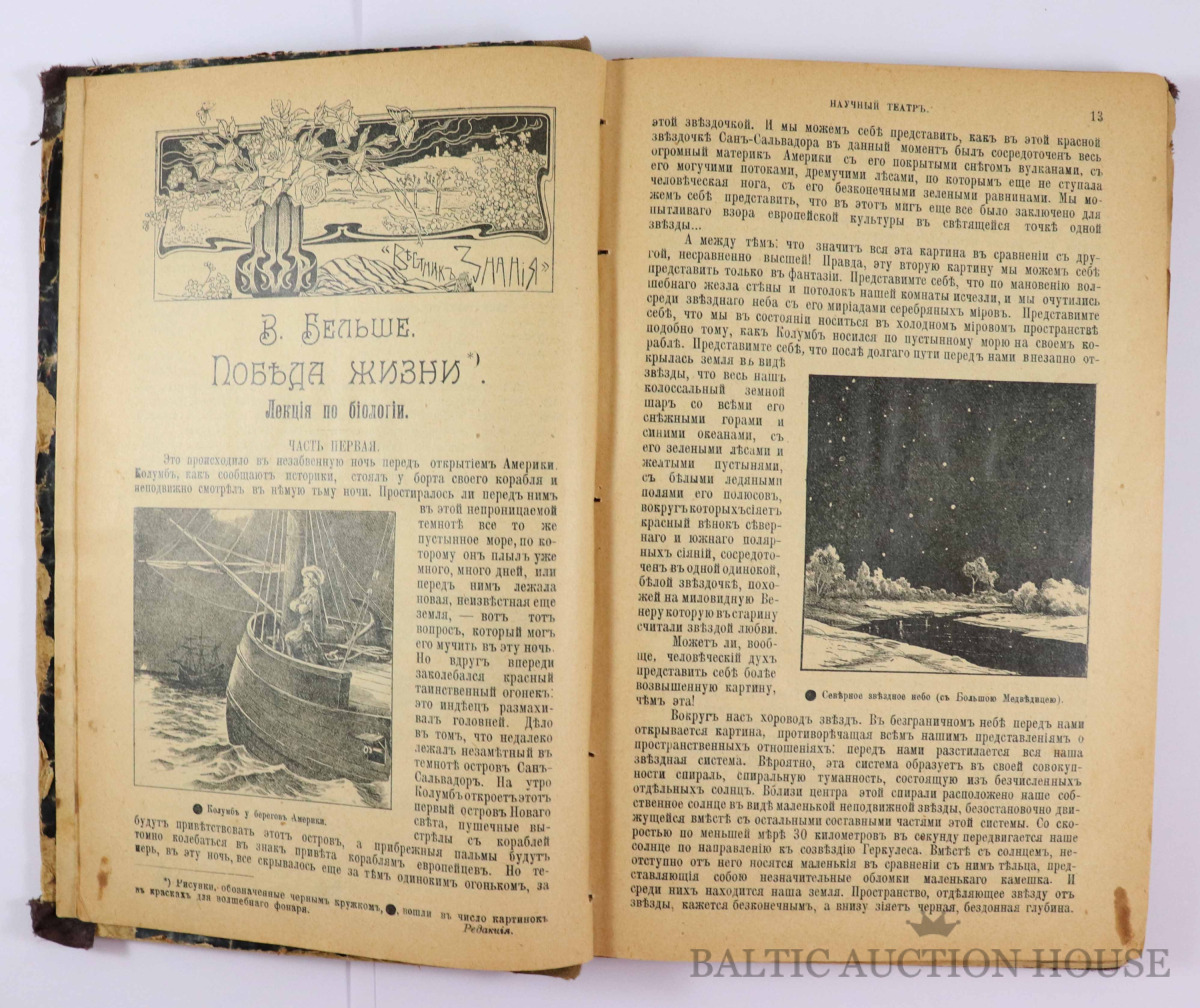 "Вѣстникъ Знанія"
В. Бельше.
Побѣда жизни*).
Лекція по біологіи.
ЧАСТЬ ПЕРВАЯ.
Это происходило въ незабвенную ночь передъ открытіемъ Америки.
Колумбъ, какъ сообщаютъ историки, стоялъ у борта своего корабля и
неподвижно смотрѣлъ въ нѣмую тьму ночи. Простиралось ли передъ нимъ
въ этой непроницаемой
темнотѣ все то же
пустынное море, по ко-
торому онъ плылъ уже
много, много дней, или
передъ нимъ лежала
новая, неизвѣстная еще
земля, — вотъ тотъ
вопросъ, который могъ
его мучить въ эту ночь.
Но вдругъ впереди
заколебался красный
таинственный огонекъ:
это индѣецъ размахи-
валъ головней. Дѣло
въ томъ, что недалеко
лежалъ незамѣтный въ
темнотѣ островъ Санъ-
Сальвадоръ. На утро
Колумбъ откроетъ этотъ
первый островъ Новаго
свѣта, пушечные вы-
стрѣлы съ кораблей
Колумбъ у береговъ Америки.
будутъ привѣтствовать этотъ островъ, а прибрежныя пальмы будутъ
томно колебаться въ знакъ привѣта кораблямъ европейцевъ. Но те-
перь, въ эту ночь, все скрывалось еще за тѣмъ одинокимъ огонькомъ, за
*) Рисунки, обозначенные чернымъ кружкомъ, ●, вошли въ число картинокъ
въ краскахъ для волшебнаго фонаря.
Редакція.
НАУЧНЫЙ ТЕАТРЪ.
13
этой звѣздочкой. И мы можемъ себѣ представить, какъ въ этой красной
звѣздочкѣ Санъ-Сальвадора въ данный моментъ былъ сосредоточенъ весь
огромный материкъ Америки съ его покрытыми снѣгомъ вулканами, съ
его могучими потоками, дремучими лѣсами, по которымъ еще не ступала
человѣческая нога, съ его безконечными зелеными равнинами. Мы мо-
жемъ себѣ представить, что въ этотъ мигъ еще все было заключено для
пытливаго взора европейской культуры въ свѣтящейся точкѣ одной
звѣзды...
А между тѣмъ: что значитъ вся эта картина въ сравненіи съ дру-
гой, несравненно высшей! Правда, эту вторую картину мы можемъ себѣ
представить только въ фантазіи. Представимте себѣ, что по мановенію вол-
шебнаго жезла стѣны и потолокъ нашей комнаты исчезли, и мы очутились
среди звѣзднаго неба съ его миріадами серебряныхъ міровъ. Представимте
себѣ, что мы въ состояніи носиться въ холодномъ міровомъ пространствѣ
подобно тому, какъ Колумбъ носился по пустынному морю на своемъ ко-
раблѣ. Представимте себѣ, что послѣ долгаго пути передъ нами внезапно от-
крылась земля въ видѣ
звѣзды, что весь нашъ
колоссальный земной
шаръ со всѣми его
снѣжными горами и
синими океанами, съ
его зелеными лѣсами и
желтыми пустынями,
съ бѣлыми ледяными
полями его полюсовъ,
вокругъ которыхъ сіяетъ
красный вѣнокъ сѣвер-
наго и южнаго поляр-
ныхъ сіяній, сосредото-
ченъ въ одной одинокой,
бѣлой звѣздочкѣ, похо-
жей на миловидную Ве-
неру которую въ старину
считали звѣздой любви.
Можетъ ли, вооб-
ще, человѣческій духъ
представить себѣ болѣе
возвышенную картину,
чѣмъ эта!
Сѣверное звѣздное небо (съ Большою Медвѣдицею).
Вокругъ насъ хороводъ звѣздъ. Въ безграничномъ небѣ передъ нами
открывается картина, противорѣчащая всѣмъ нашимъ представленіямъ о
пространственныхъ отношеніяхъ: передъ нами разстилается вся наша
звѣздная система. Вѣроятно, эта система образуетъ въ своей совокуп-
ности спираль, спиральную туманность, состоящую изъ безчисленныхъ
отдѣльныхъ солнцъ. Вблизи центра этой спирали расположено наше соб-
ственное солнце въ видѣ маленькой неподвижной звѣзды, безостановочно дви-
жущейся вмѣстѣ съ остальными составными частями этой системы. Со ско-
ростью по меньшей мѣрѣ 30 километровъ въ секунду передвигается наше
солнце по направленію къ созвѣздію Геркулеса. Вмѣстѣ съ солнцемъ, не-
отступно отъ него носятся маленькія въ сравненіи съ нимъ тѣльца, пред-
ставляющія собою незначительные обломки маленькаго камешка. И
среди нихъ находится наша земля. Пространство, отдѣляющее звѣзду отъ
звѣзды, кажется безконечнымъ, а внизу зіяетъ черная, бездонная глубина.
BALTIC AUCTION HOUSE